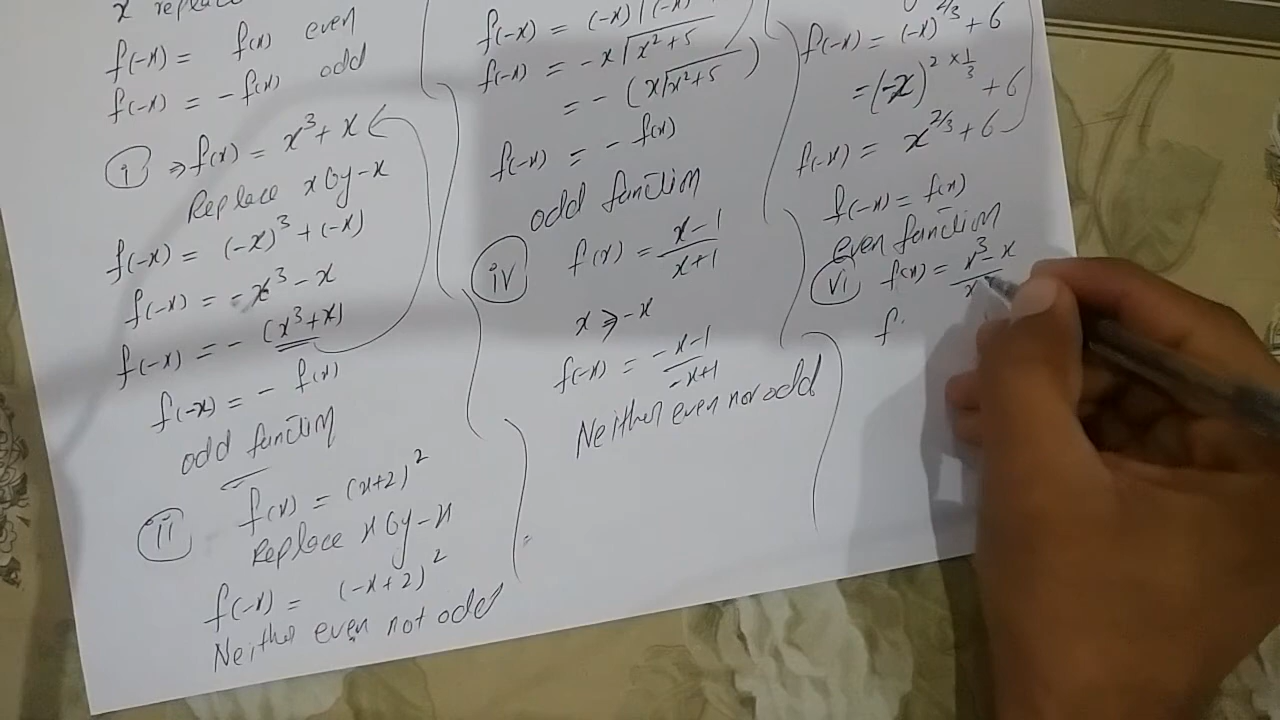 x replace
f(-x) = f(x) even
f(-x) = -f(x) odd
(i) ⇒ f(x) = x³ + x
Replace x by -x
f(-x) = (-x)³ + (-x)
f(-x) = -x³ - x
f(-x) = -(x³+x)
f(-x) = - f(x)
odd function
(ii) f(x) = (x+2)²
Replace x by -x
f(-x) = (-x+2)²
Neither even not odd
f(-x) = -x√x²+5
= -(x√x²+5)
f(-x) = - f(x)
odd function
(iv) f(x) = x-1/x+1
x ⇒ -x
f(-x) = -x-1/-x+1
Neither even nor odd
f(-x) = (-x)^2/3 + 6
= (-x)^2×1/3 + 6
f(-x) = x^2/3 + 6
f(-x) = f(x)
even function
(vi) f(x) = x³-x/x
f